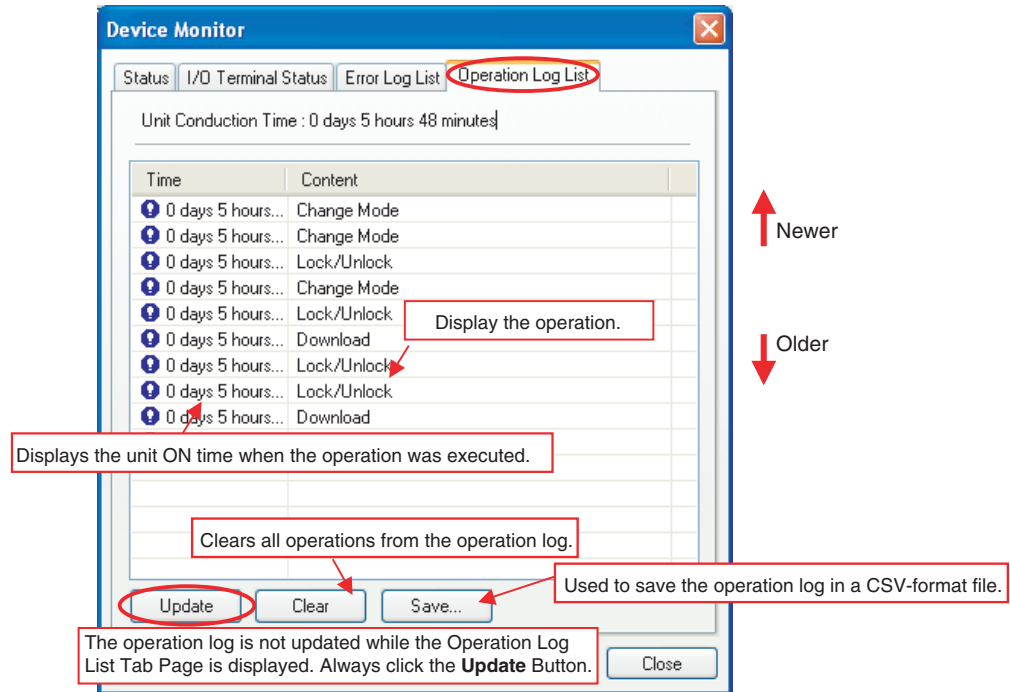 Device Monitor
Status I/O Terminal Status Error Log List Operation Log List
Unit Conduction Time : 0 days 5 hours 48 minutes
Time Content
0 days 5 hours... Change Mode
0 days 5 hours... Change Mode
Newer
0 days 5 hours... Lock/Unlock
0 days 5 hours... Change Mode
0 days 5 hours... Lock/Unlock
Display the operation.
0 days 5 hours... Download
Older
0 days 5 hours... Lock/Unlock
0 days 5 hours... Lock/Unlock
0 days 5 hours... Download
Displays the unit ON time when the operation was executed.
Clears all operations from the operation log.
Used to save the operation log in a CSV-format file.
Update Clear Save...
The operation log is not updated while the Operation Log
List Tab Page is displayed. Always click the Update Button.
Close